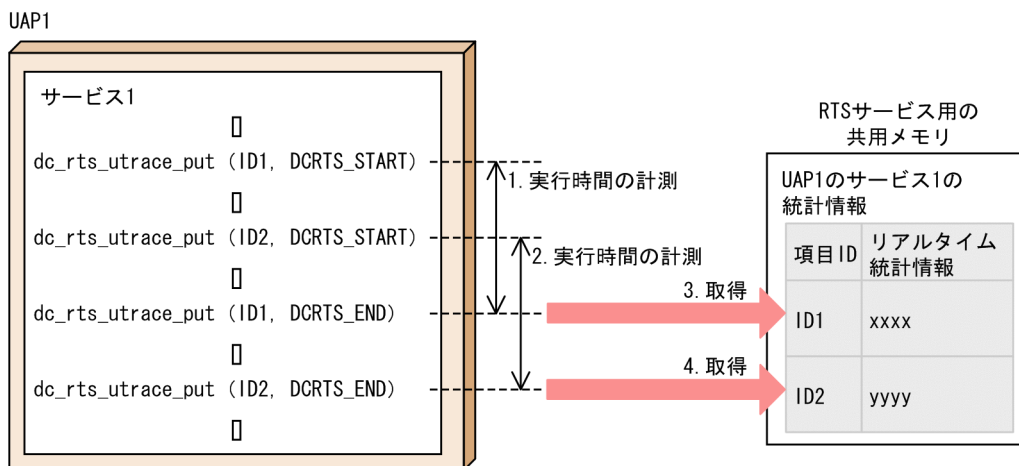 UAP1
サービス1
▯
dc_rts_utrace_put (ID1, DCRTS_START)
▯
dc_rts_utrace_put (ID2, DCRTS_START)
▯
dc_rts_utrace_put (ID1, DCRTS_END)
▯
dc_rts_utrace_put (ID2, DCRTS_END)
▯
1.実行時間の計測
2.実行時間の計測
3.取得
4.取得
RTSサービス用の
共用メモリ
UAP1のサービス1の
統計情報
項目ID
リアルタイム
統計情報
ID1 xxxx
ID2 yyyy